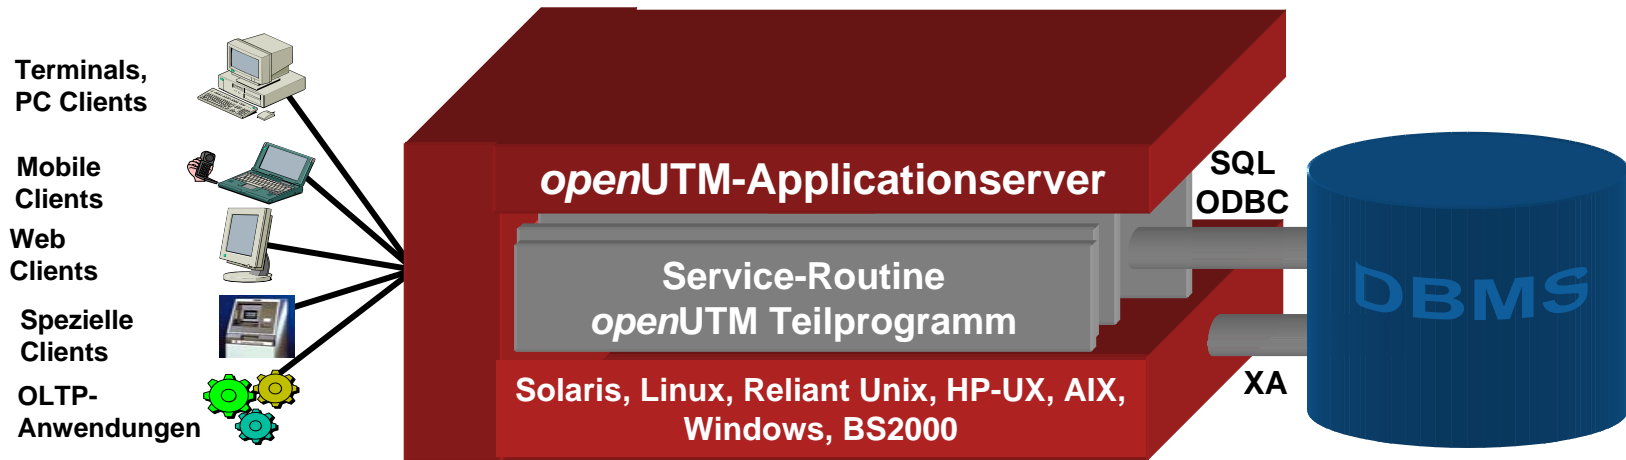 Terminals,
PC Clients
Mobile
Clients
Web
Clients
Spezielle
Clients
OLTP-
Anwendungen
openUTM-Applicationserver
Service-Routine
openUTM Teilprogramm
Solaris, Linux, Reliant Unix, HP-UX, AIX,
Windows, BS2000
SQL
ODBC
XA
DBMS